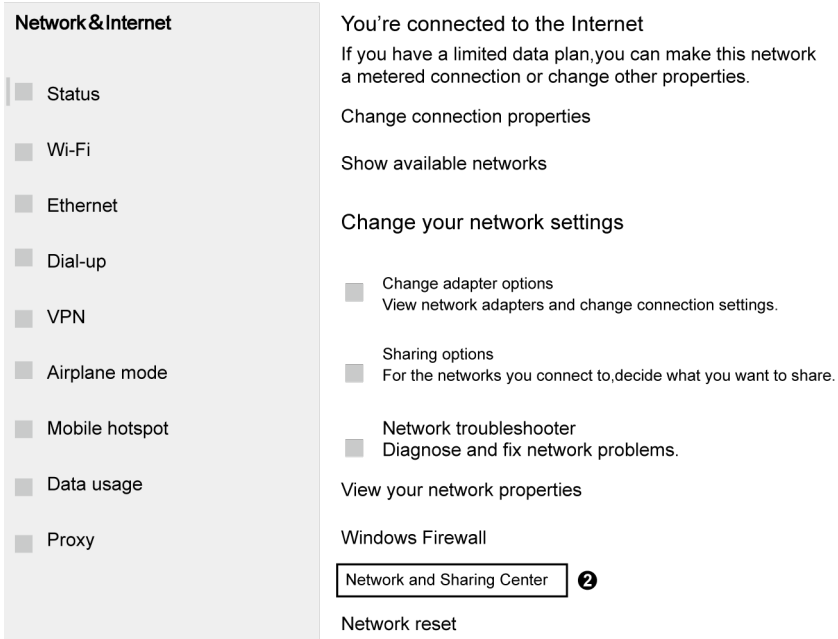 Network & Internet
Status
Wi-Fi
Ethernet
Dial-up
VPN
Airplane mode
Mobile hotspot
Data usage
Proxy
You're connected to the Internet
If you have a limited data plan,you can make this network
a metered connection or change other properties.
Change connection properties
Show available networks
Change your network settings
Change adapter options
View network adapters and change connection settings.
Sharing options
For the networks you connect to,decide what you want to share.
Network troubleshooter
Diagnose and fix network problems.
View your network properties
Windows Firewall
Network and Sharing Center ❷
Network reset